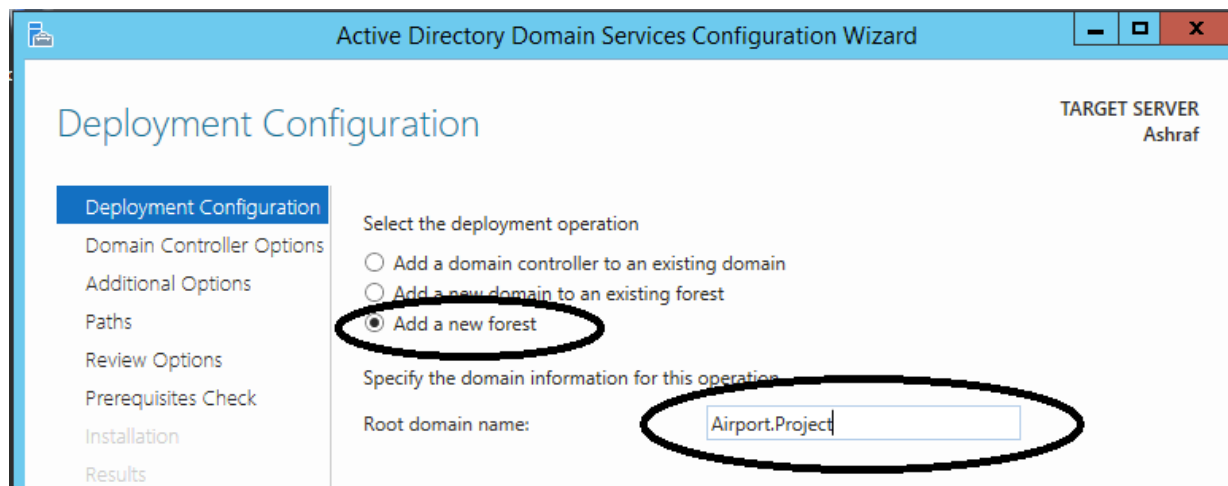 Active Directory Domain Services Configuration Wizard
Deployment Configuration
TARGET SERVER
Ashraf
Deployment Configuration
Domain Controller Options
Additional Options
Paths
Review Options
Prerequisites Check
Installation
Results
Select the deployment operation
Add a domain controller to an existing domain
Add a new domain to an existing forest
Add a new forest
Specify the domain information for this operation
Root domain name:
Airport.Project